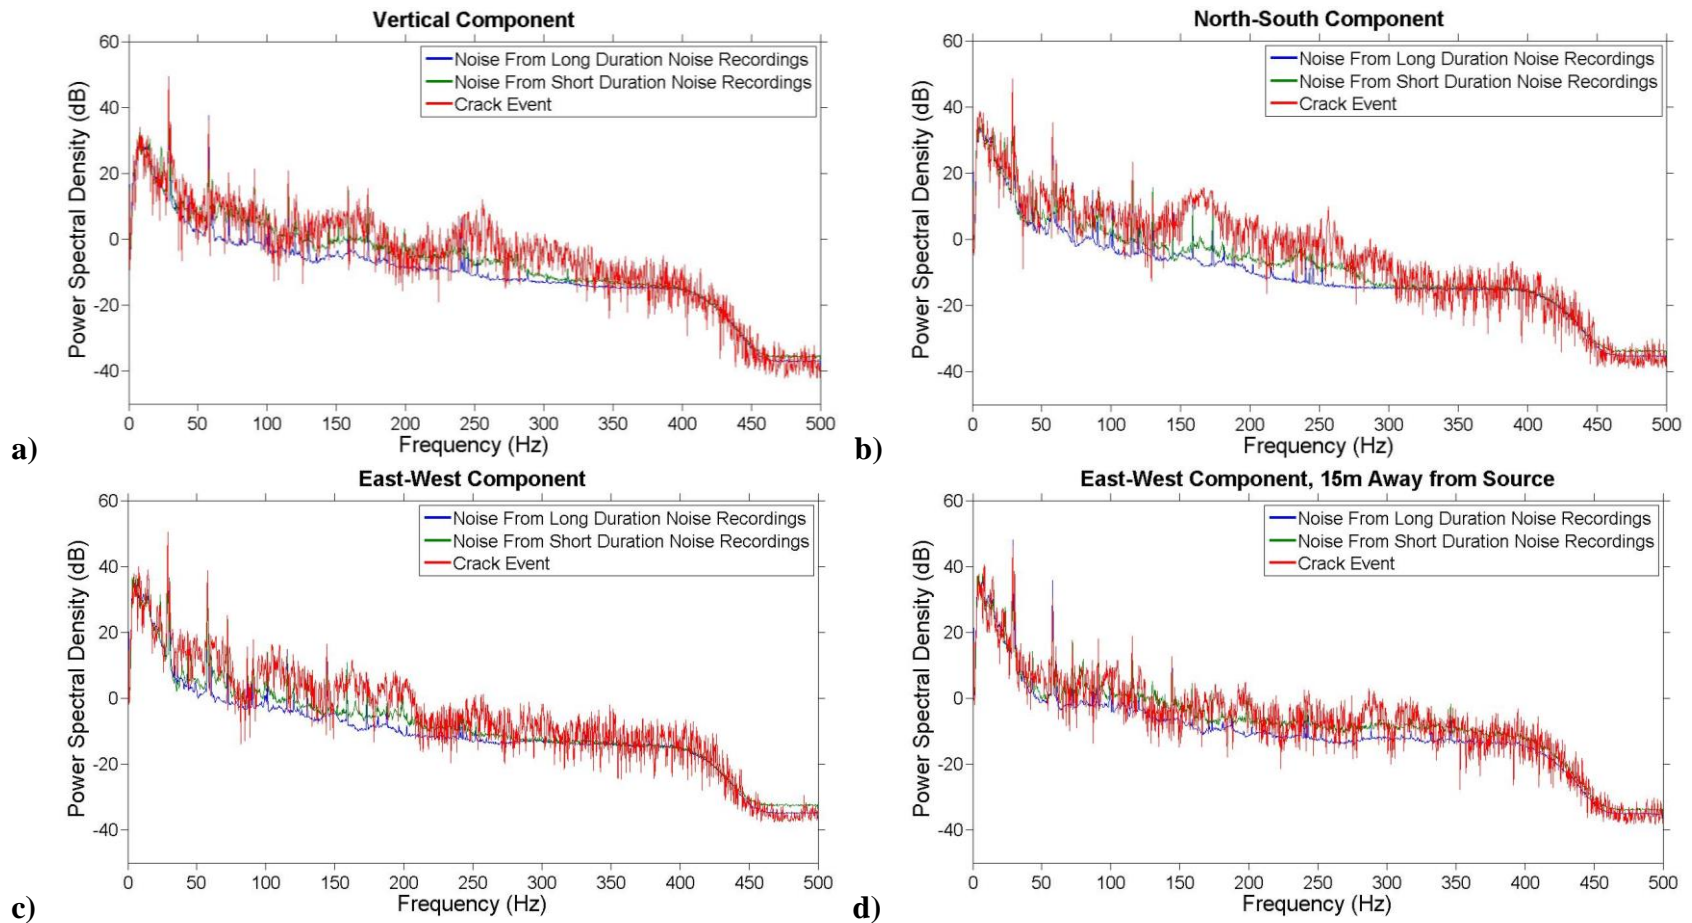 Vertical Component
60
40
20
0
-20
-40
Power Spectral Density (dB)
Noise From Long Duration Noise Recordings
Noise From Short Duration Noise Recordings
Crack Event
0 50 100 150 200 250 300 350 400 450 500
Frequency (Hz)
a)
North-South Component
60
40
20
0
-20
-40
Power Spectral Density (dB)
Noise From Long Duration Noise Recordings
Noise From Short Duration Noise Recordings
Crack Event
0 50 100 150 200 250 300 350 400 450 500
Frequency (Hz)
b)
East-West Component
60
40
20
0
-20
-40
Power Spectral Density (dB)
Noise From Long Duration Noise Recordings
Noise From Short Duration Noise Recordings
Crack Event
0 50 100 150 200 250 300 350 400 450 500
Frequency (Hz)
c)
East-West Component, 15m Away from Source
60
40
20
0
-20
-40
Power Spectral Density (dB)
Noise From Long Duration Noise Recordings
Noise From Short Duration Noise Recordings
Crack Event
0 50 100 150 200 250 300 350 400 450 500
Frequency (Hz)
d)